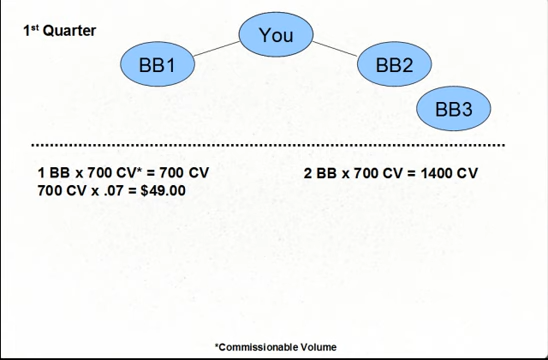 1st Quarter
You
BB1
BB2
BB3
1 BB x 700 CV* = 700 CV
700 CV x .07 = $49.00
2 BB x 700 CV = 1400 CV
*Commissionable Volume